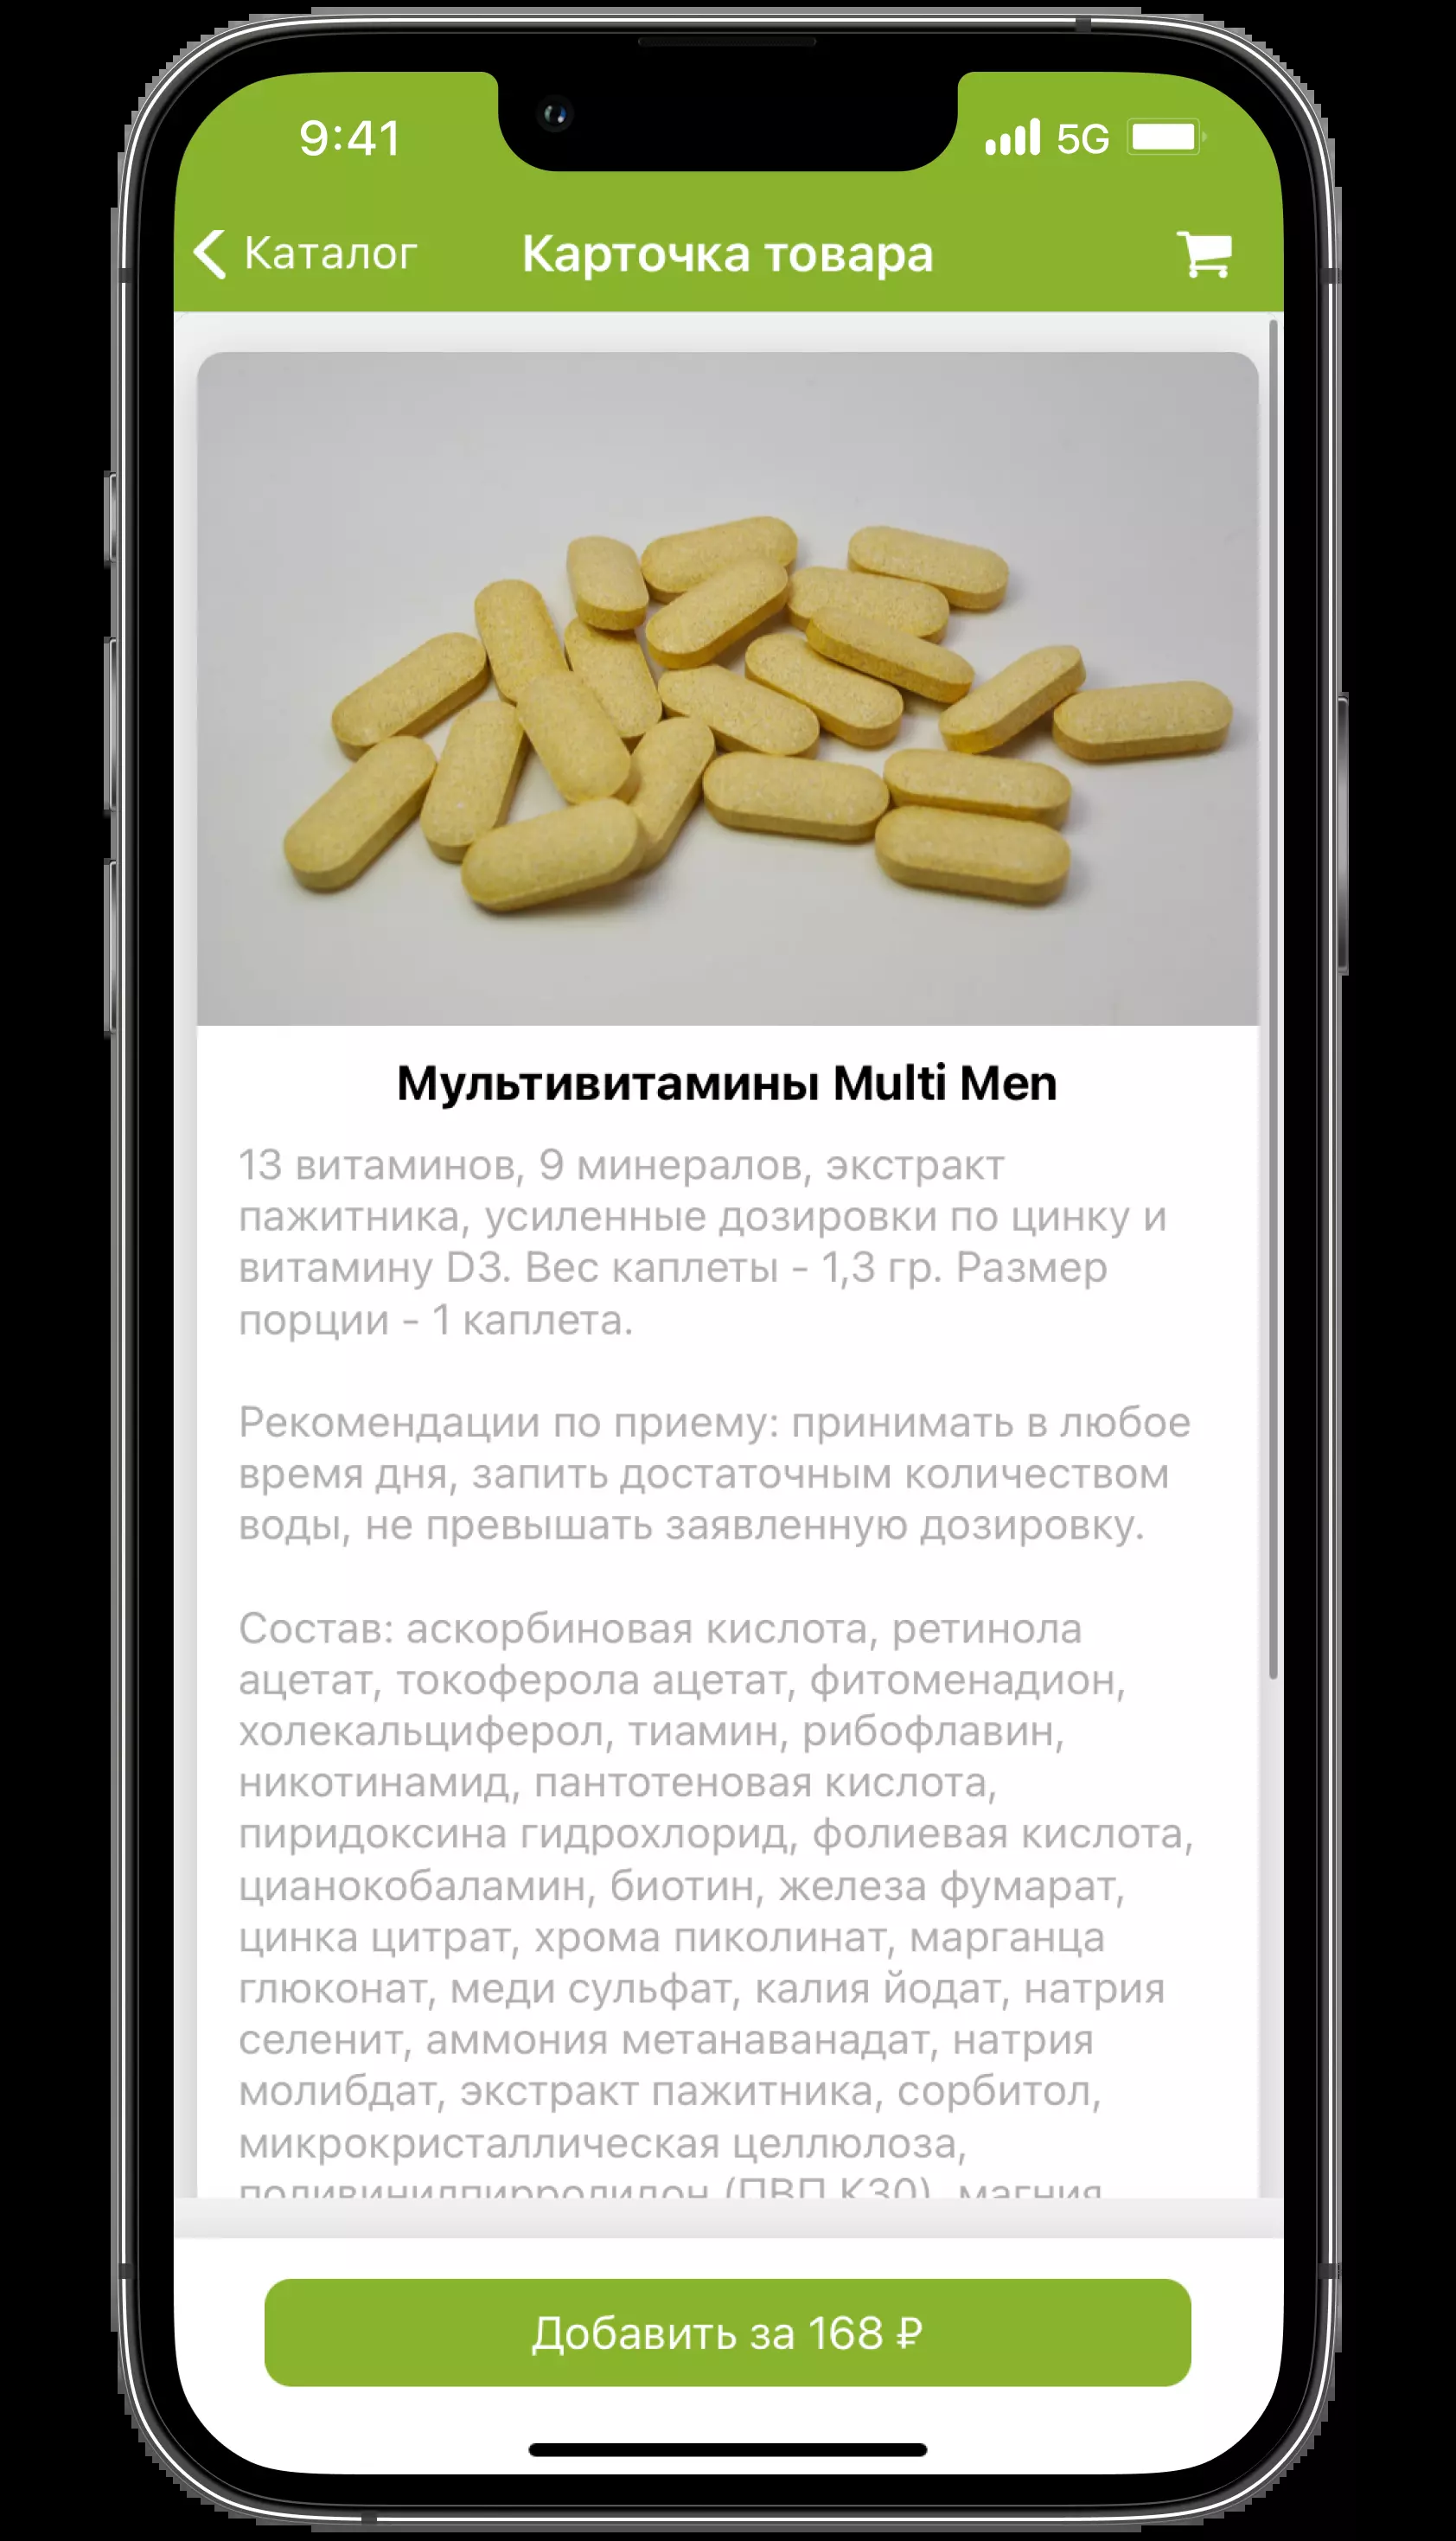 9:41
5G
Каталог
Карточка товара
Мультивитамины Multi Men
13 витаминов, 9 минералов, экстракт
пажитника, усиленные дозировки по цинку и
витамину D3. Вес каплеты - 1,3 гр. Размер
порции - 1 каплета.
Рекомендации по приему: принимать в любое
время дня, запить достаточным количеством
воды, не превышать заявленную дозировку.
Состав: аскорбиновая кислота, ретинола
ацетат, токоферола ацетат, фитоменадион,
холекальциферол, тиамин, рибофлавин,
никотинамид, пантотеновая кислота,
пиридоксина гидрохлорид, фолиевая кислота,
цианокобаламин, биотин, железа фумарат,
цинка цитрат, хрома пиколинат, марганца
глюконат, меди сульфат, калия йодат, натрия
селенит, аммония метанаванадат, натрия
молибдат, экстракт пажитника, сорбитол,
микрокристаллическая целлюлоза,
поливинилпирролидон (ПВП К30), магния
Добавить за 168 ₽